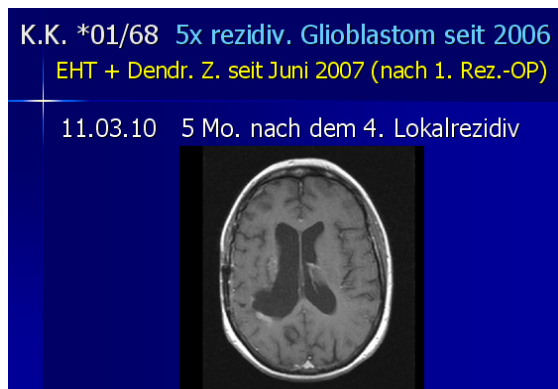 K.K. *01/68 5x rezidiv. Glioblastom seit 2006
EHT + Dendr. Z. seit Juni 2007 (nach 1. Rez.-OP)
11.03.10 5 Mo. nach dem 4. Lokalrezidiv